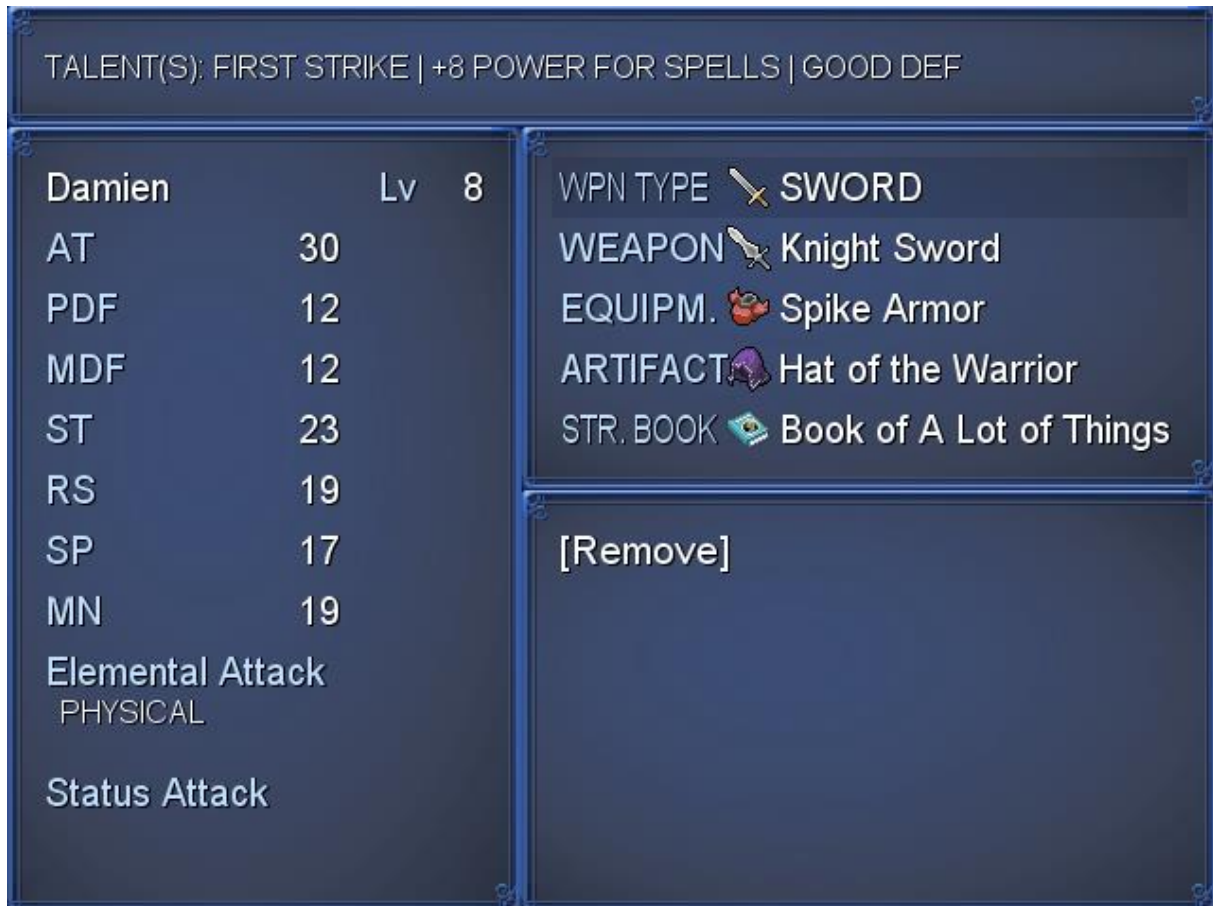 TALENT(S): FIRST STRIKE | +8 POWER FOR SPELLS | GOOD DEF
Damien Lv 8
AT 30
PDF 12
MDF 12
ST 23
RS 19
SP 17
MN 19
Elemental Attack
PHYSICAL
Status Attack
WPN TYPE SWORD
WEAPON Knight Sword
EQUIPM. Spike Armor
ARTIFACT Hat of the Warrior
STR. BOOK Book of A Lot of Things
[Remove]